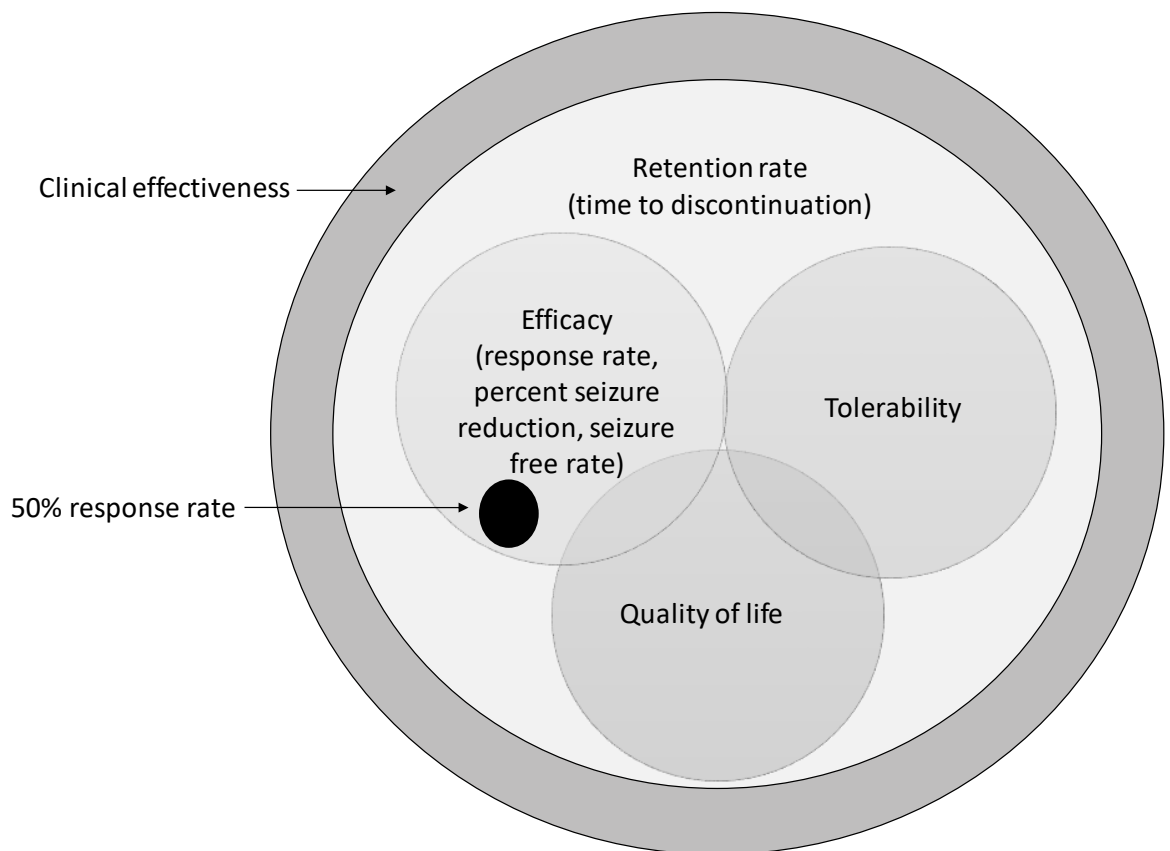 Retention rate
(time to discontinuation)
Clinical effectiveness
Efficacy
(response rate,
percent seizure
reduction, seizure
free rate)
Tolerability
50% response rate
Quality of life